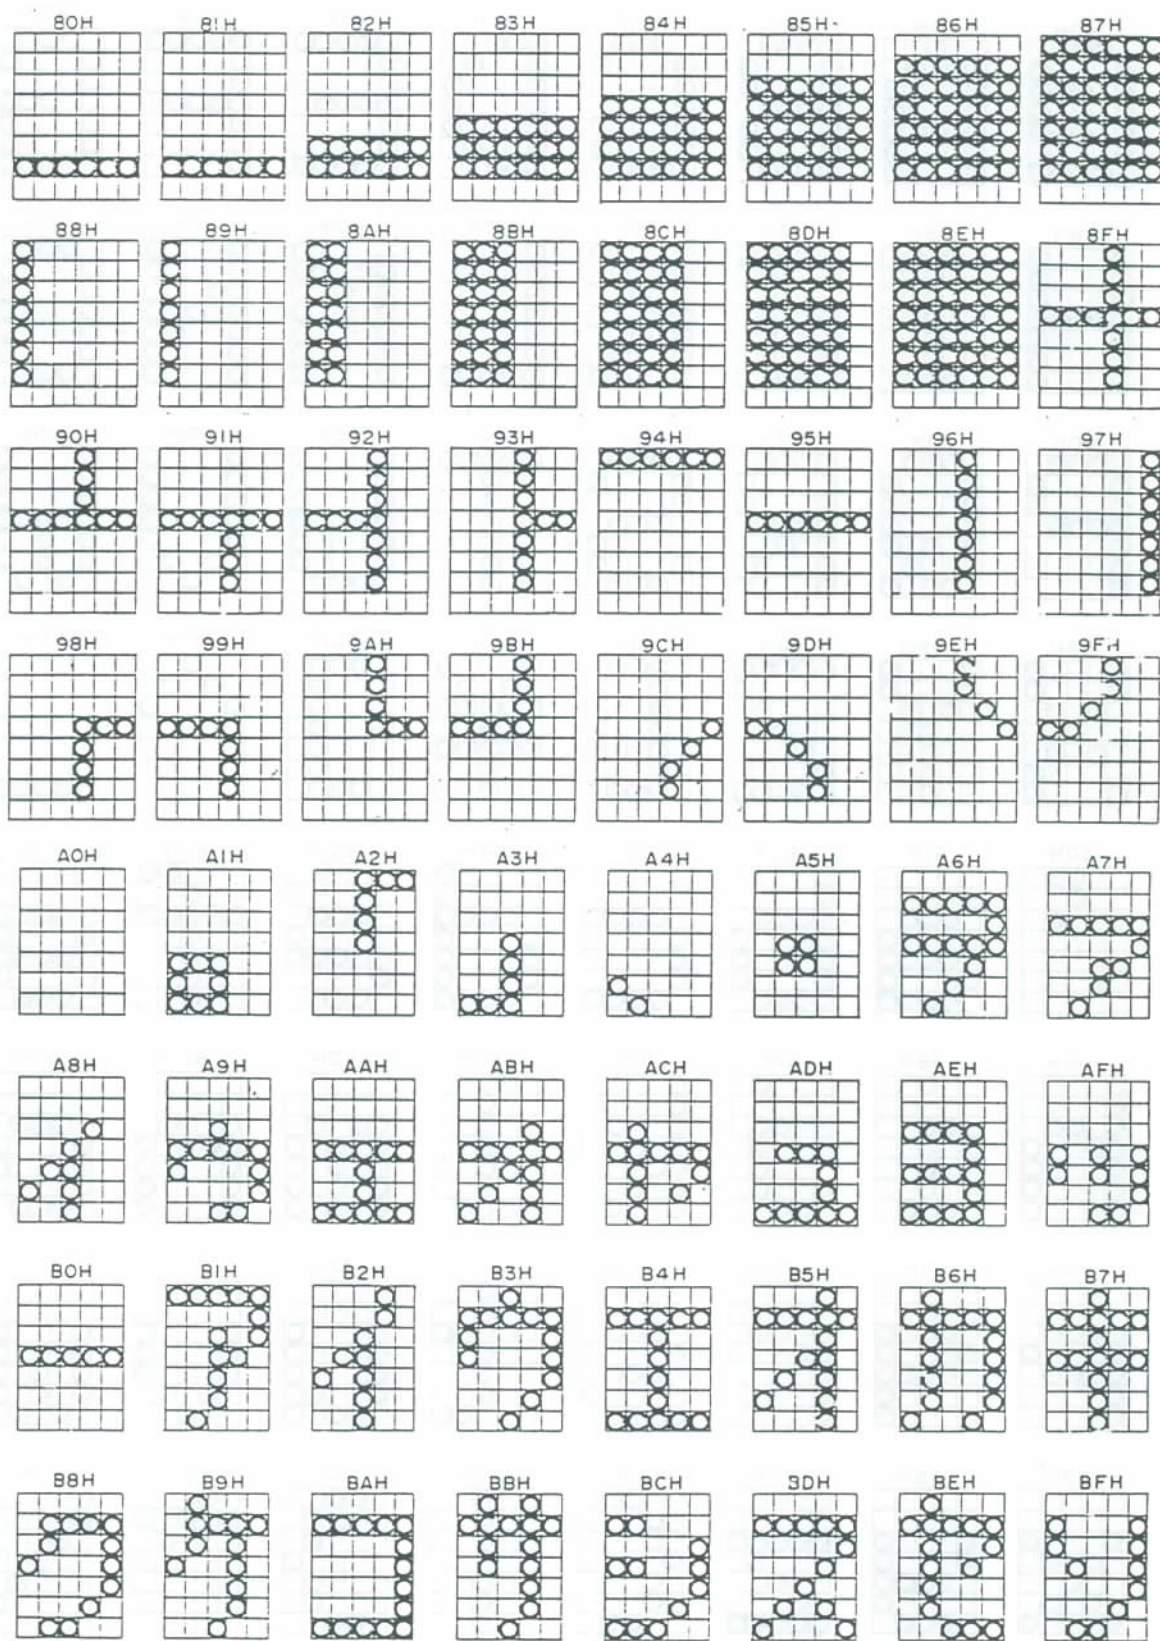 80H 81H 82H 83H 84H 85H 86H 87H
88H 89H 8AH 8BH 8CH 8DH 8EH 8FH
90H 91H 92H 93H 94H 95H 96H 97H
98H 99H 9AH 9BH 9CH 9DH 9EH 9FH
A0H A1H A2H A3H A4H A5H A6H A7H
A8H A9H AAH ABH ACH ADH AEH AFH
B0H B1H B2H B3H B4H B5H B6H B7H
B8H B9H BAH BBH BCH 3DH BEH BFH